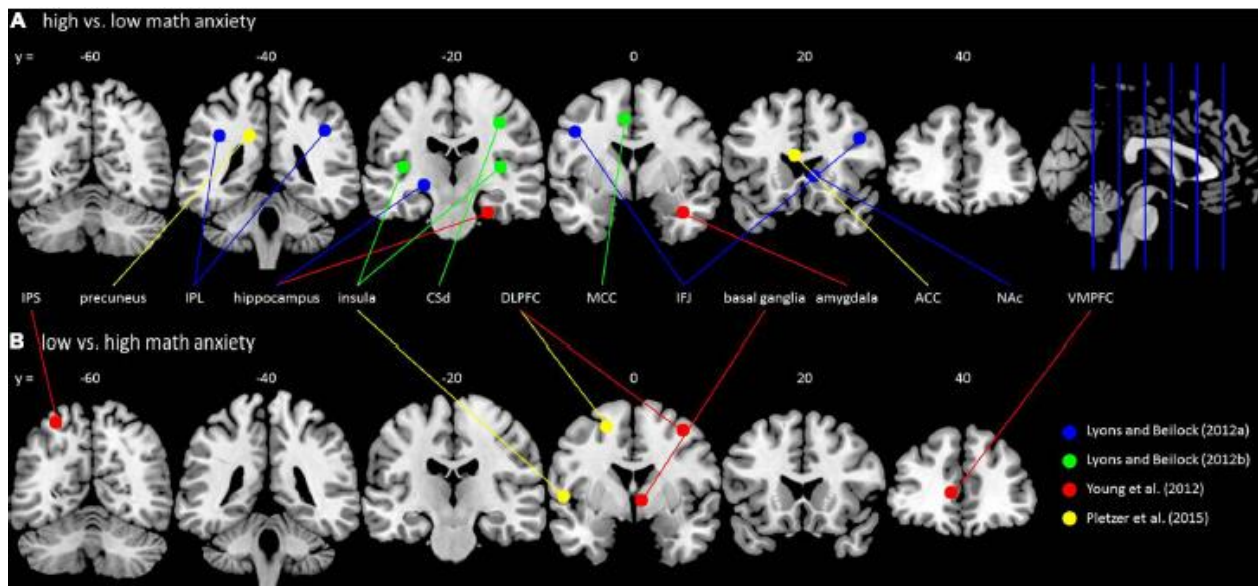 A high vs. low math anxiety
y = -60 -40 -20 0 20 40
IPS precuneus IPL hippocampus insula CSd DLPFC MCC IFJ basal ganglia amygdala ACC NAc VMPFC
B low vs. high math anxiety
y = -60 -40 -20 0 20 40
Lyons and Beilock (2012a)
Lyons and Beilock (2012b)
Young et al. (2012)
Pletzer et al. (2015)